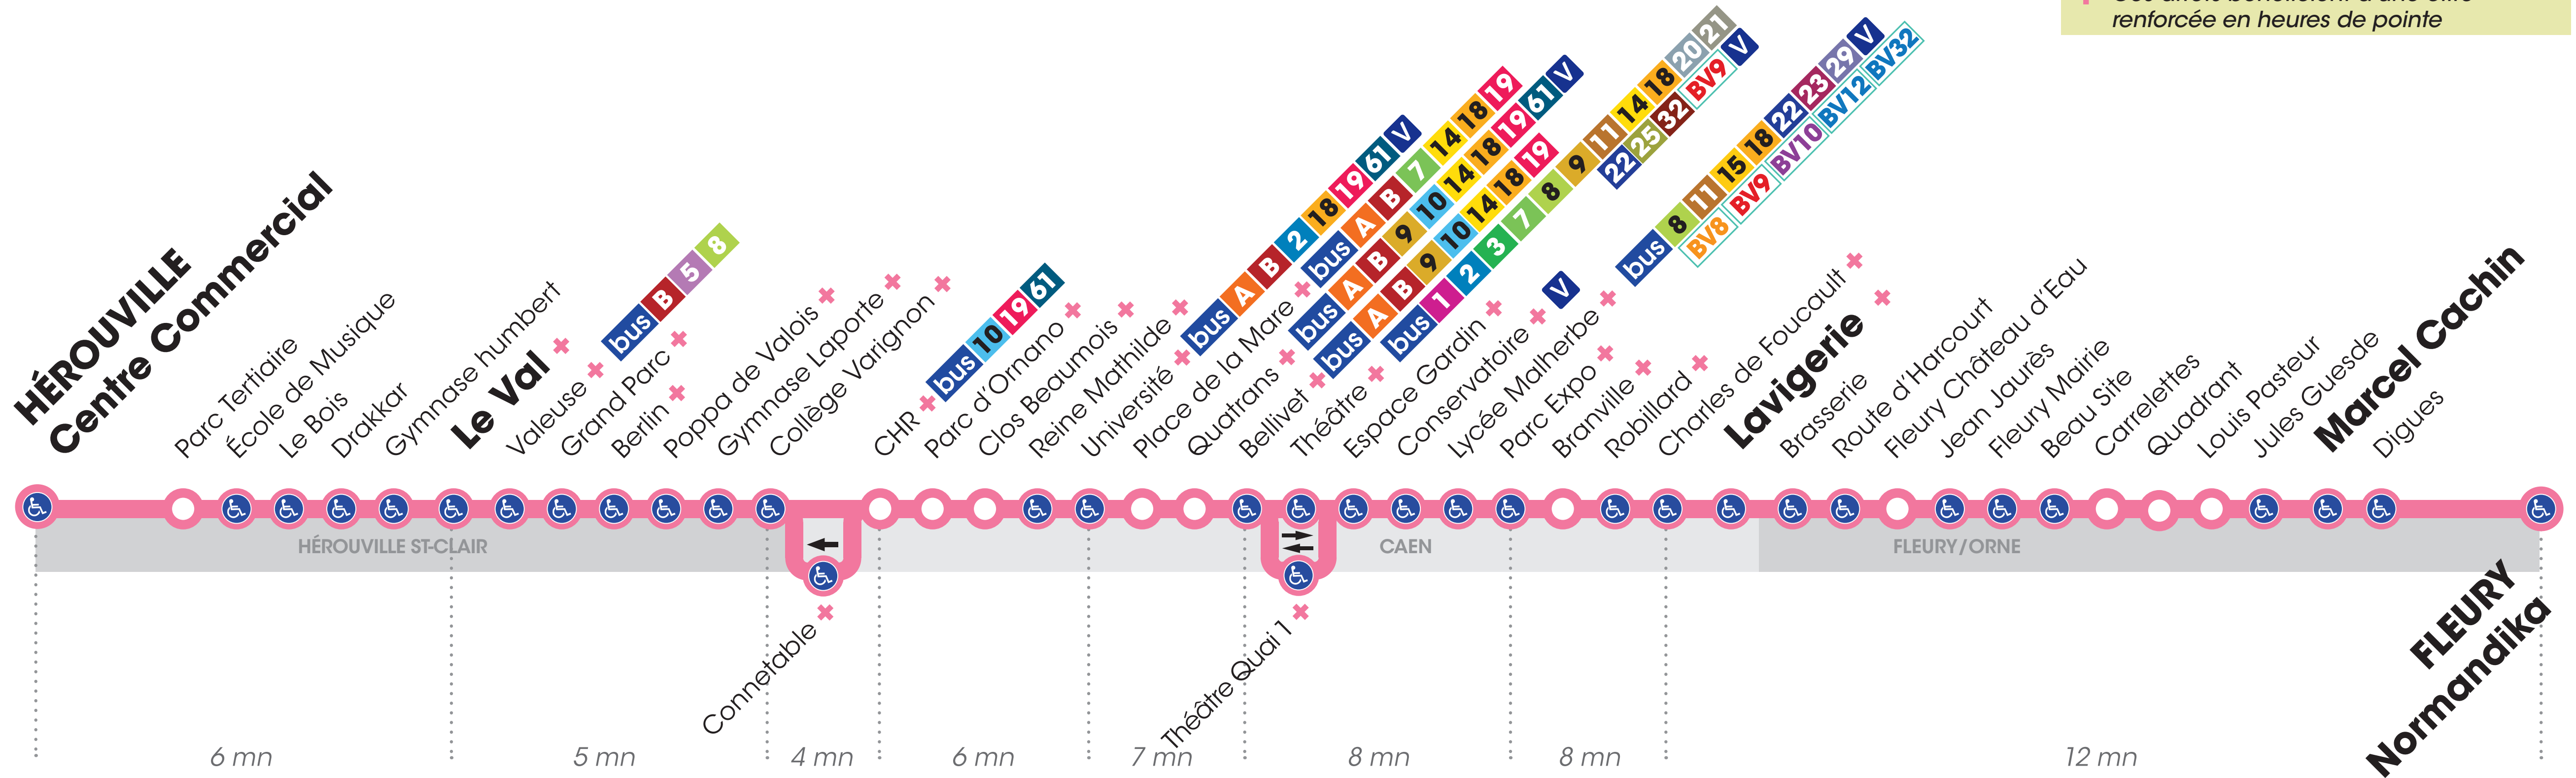 Ces arrêts bénéficient d'une offre
renforcée en heures de pointe
HÉROUVILLE
Centre Commercial
Parc Tertiaire
École de Musique
Le Bois
Drakkar
Gymnase humbert
Le Val
Valeuse bus B 5 8
Grand Parc
Berlin
Poppa de Valois
Gymnase Laporte
Collège Varignon
CHR bus 10 19 61
Parc d'Ornano
Clos Beaumois
Reine Mathilde
Université bus A B 2 18 19 61 V
Place de la Mare bus A B 7 14 18 19
Quatrans bus A B 9 10 14 18 19 61 V
Bellivet bus A B 9 10 14 18 19
Théâtre bus 1 2 3 7 8 9 11 14 18 20 21
22 25 32 BV9 V
Espace Gardin
Conservatoire V
Lycée Malherbe bus 8 11 15 18 22 23 29 V
BV8 BV9 BV10 BV12 BV32
Parc Expo
Branville
Robillard
Charles de Foucault
Lavigerie
Brasserie
Route d'Harcourt
Fleury Château d'Eau
Jean Jaurès
Fleury Mairie
Beau Site
Carrelettes
Quadrant
Louis Pasteur
Jules Guesde
Marcel Cachin
Digues
HÉROUVILLE ST-CLAIR
CAEN
FLEURY/ORNE
Connetable
Théâtre Quai 1
FLEURY
Normandika
6 mn
5 mn
4 mn
6 mn
7 mn
8 mn
8 mn
12 mn